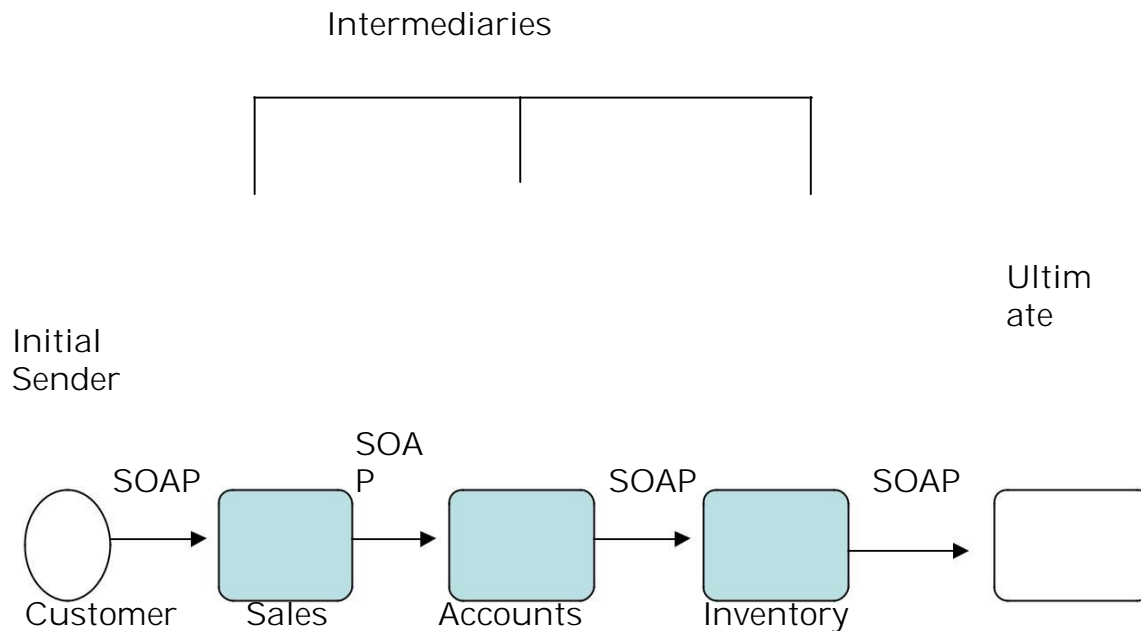 Intermediaries
Ultim
ate
Initial
Sender
SOAP
SOA
P
SOAP
SOAP
Customer
Sales
Accounts
Inventory